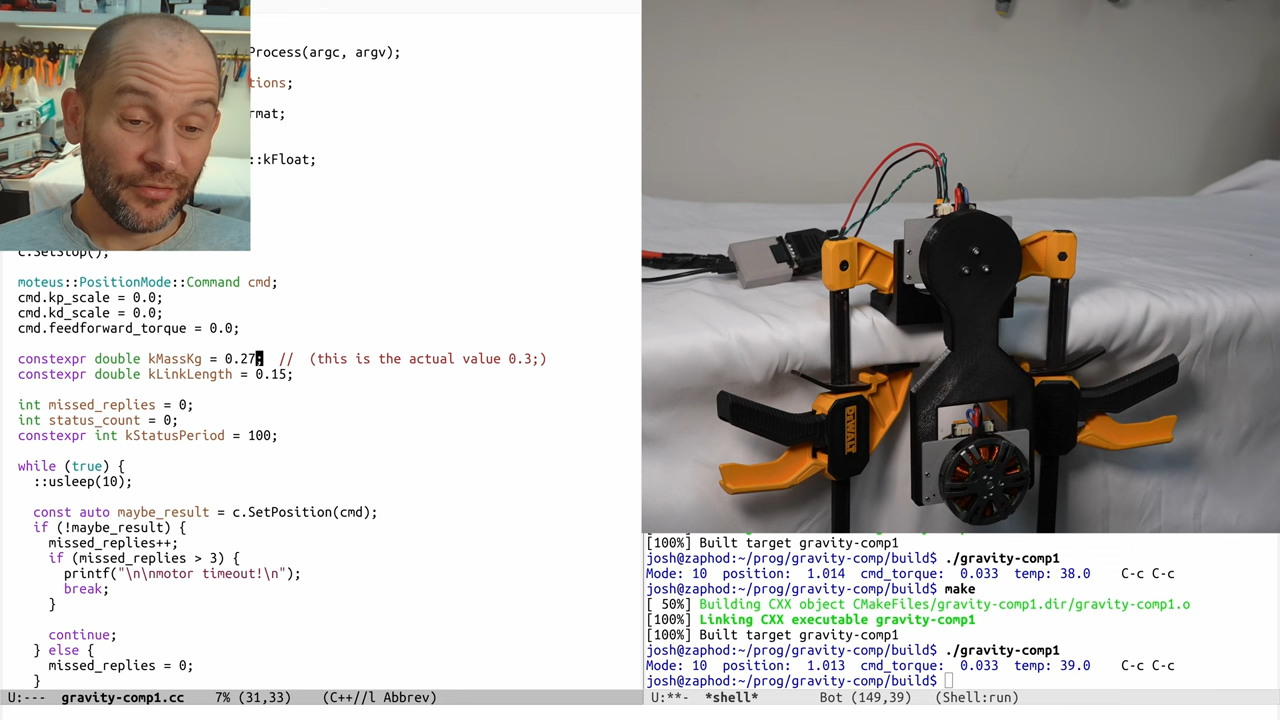 Process(argc, argv);
tions;
rmat;
::kFloat;
c.SetStop();
moteus::PositionMode::Command cmd;
cmd.kp_scale = 0.0;
cmd.kd_scale = 0.0;
cmd.feedforward_torque = 0.0;
constexpr double kMassKg = 0.27; // (this is the actual value 0.3;)
constexpr double kLinkLength = 0.15;
int missed_replies = 0;
int status_count = 0;
constexpr int kStatusPeriod = 100;
while (true) {
::usleep(10);
const auto maybe_result = c.SetPosition(cmd);
if (!maybe_result) {
missed_replies++;
if (missed_replies > 3) {
printf("\n\nmotor timeout!\n");
break;
}
continue;
} else {
missed_replies = 0;
}
U:--- gravity-comp1.cc 7% (31,33) (C++//l Abbrev)
DEWALT
[100%] Built target gravity-comp1
josh@zaphod:~/prog/gravity-comp/build$ ./gravity-comp1
Mode: 10 position: 1.014 cmd_torque: 0.033 temp: 38.0 C-c C-c
josh@zaphod:~/prog/gravity-comp/build$ make
[ 50%] Building CXX object CMakeFiles/gravity-comp1.dir/gravity-comp1.o
[100%] Linking CXX executable gravity-comp1
[100%] Built target gravity-comp1
josh@zaphod:~/prog/gravity-comp/build$ ./gravity-comp1
Mode: 10 position: 1.013 cmd_torque: 0.033 temp: 39.0 C-c C-c
josh@zaphod:~/prog/gravity-comp/build$
U:**- *shell* Bot (149,39) (Shell:run)